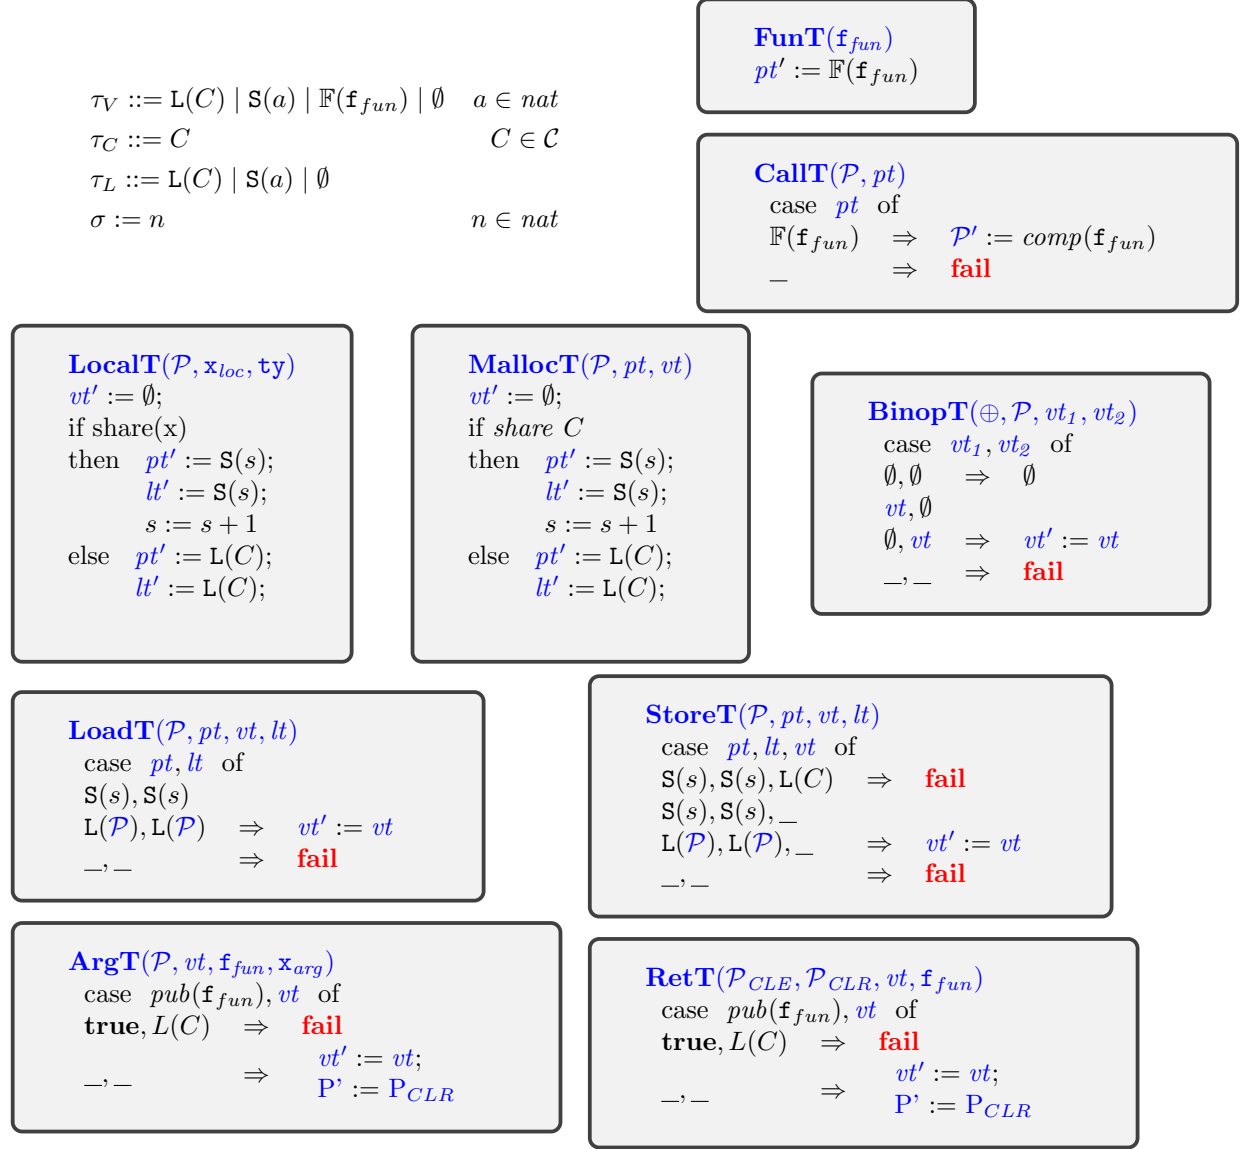 τ_V ::= L(C) | S(a) | 𝔽(f_fun) | ∅ a ∈ nat
τ_C ::= C C ∈ 𝒞
τ_L ::= L(C) | S(a) | ∅
σ := n n ∈ nat
FunT(f_fun)
pt′ := 𝔽(f_fun)
CallT(𝒫, pt)
case pt of
𝔽(f_fun) ⇒ 𝒫′ := comp(f_fun)
_ ⇒ fail
LocalT(𝒫, x_loc, ty)
vt′ := ∅;
if share(x)
then pt′ := S(s);
lt′ := S(s);
s := s + 1
else pt′ := L(C);
lt′ := L(C);
MallocT(𝒫, pt, vt)
vt′ := ∅;
if share C
then pt′ := S(s);
lt′ := S(s);
s := s + 1
else pt′ := L(C);
lt′ := L(C);
BinopT(⊕, 𝒫, vt_1, vt_2)
case vt_1, vt_2 of
∅, ∅ ⇒ ∅
vt, ∅
∅, vt ⇒ vt′ := vt
_, _ ⇒ fail
LoadT(𝒫, pt, vt, lt)
case pt, lt of
S(s), S(s)
L(𝒫), L(𝒫) ⇒ vt′ := vt
_, _ ⇒ fail
StoreT(𝒫, pt, vt, lt)
case pt, lt, vt of
S(s), S(s), L(C) ⇒ fail
S(s), S(s), _
L(𝒫), L(𝒫), _ ⇒ vt′ := vt
_, _ ⇒ fail
ArgT(𝒫, vt, f_fun, x_arg)
case pub(f_fun), vt of
true, L(C) ⇒ fail
_, _ ⇒ vt′ := vt;
P' := P_CLR
RetT(𝒫_CLE, 𝒫_CLR, vt, f_fun)
case pub(f_fun), vt of
true, L(C) ⇒ fail
_, _ ⇒ vt′ := vt;
P' := P_CLR